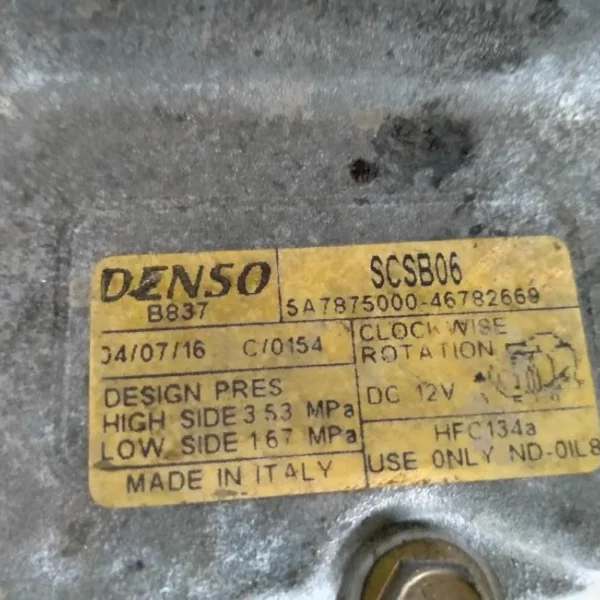 DENSO
B837
SCSB06
5A7875000-46782669
04/07/16 C/0154
CLOCKWISE
ROTATION
DC 12V
DESIGN PRES
HIGH SIDE 3.53 MPa
LOW SIDE 1.67 MPa
HFC134a
USE ONLY ND-OIL8
MADE IN ITALY